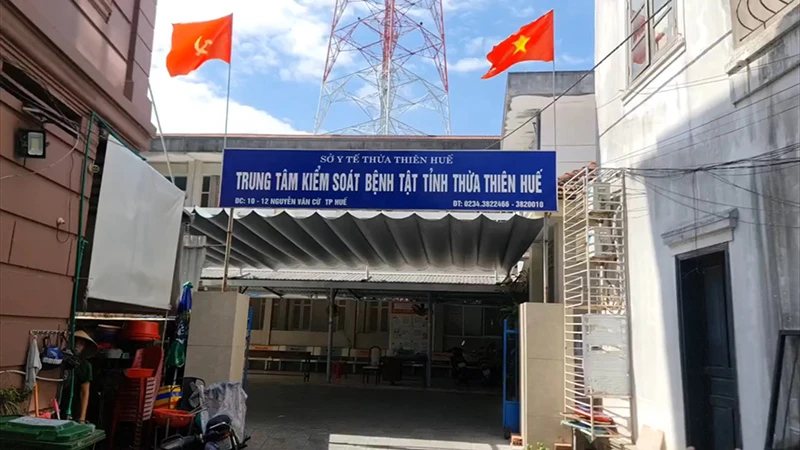 SỞ Y TẾ THỪA THIÊN HUẾ
TRUNG TÂM KIỂM SOÁT BỆNH TẬT TỈNH THỪA THIÊN HUẾ
ĐC: 10 - 12 NGUYỄN VĂN CỪ TP HUẾ ĐT: 0234.3822466 - 3820010